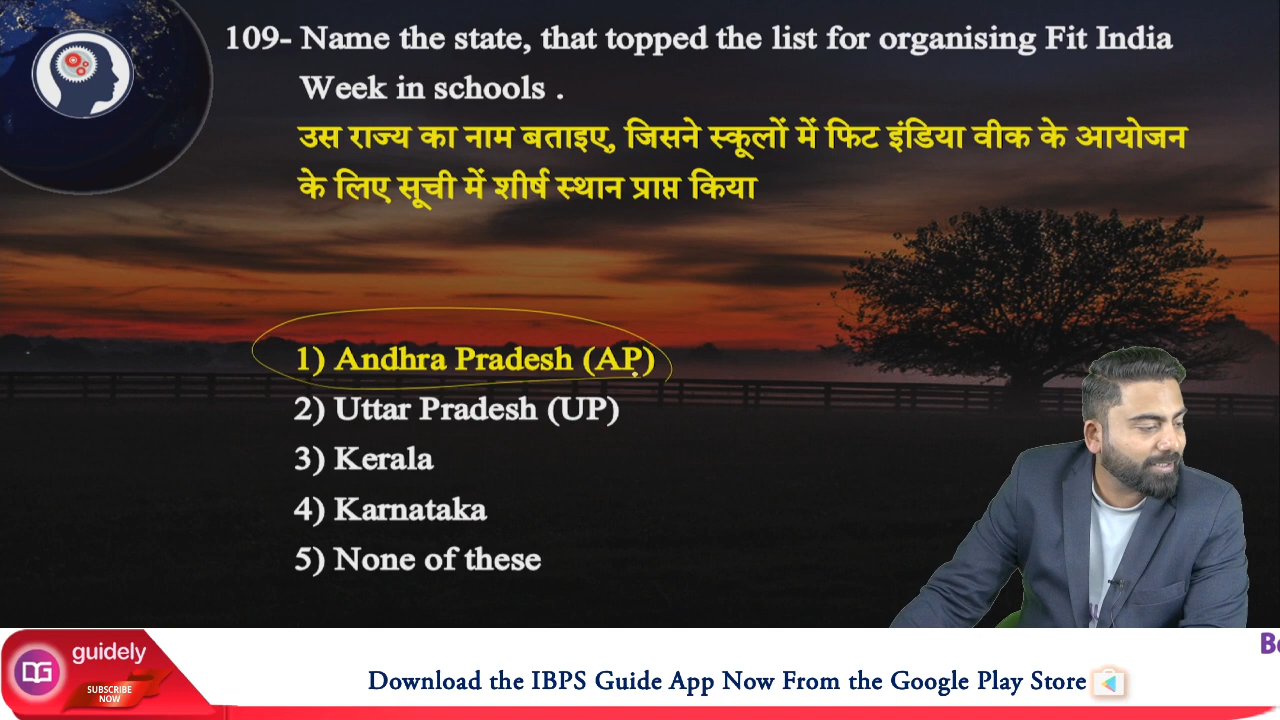 109- Name the state, that topped the list for organising Fit India
Week in schools .
उस राज्य का नाम बताइए, जिसने स्कूलों में फिट इंडिया वीक के आयोजन
के लिए सूची में शीर्ष स्थान प्राप्त किया
1) Andhra Pradesh (AP)
2) Uttar Pradesh (UP)
3) Kerala
4) Karnataka
5) None of these
guidely
SUBSCRIBE
NOW
Download the IBPS Guide App Now From the Google Play Store